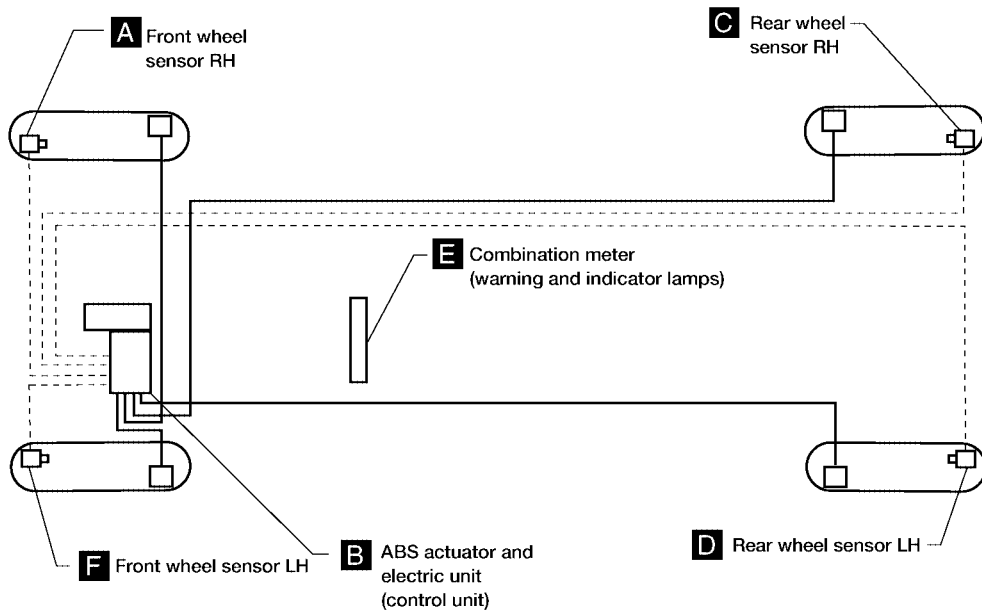 A Front wheel
sensor RH
C Rear wheel
sensor RH
E Combination meter
(warning and indicator lamps)
F Front wheel sensor LH
B ABS actuator and
electric unit
(control unit)
D Rear wheel sensor LH